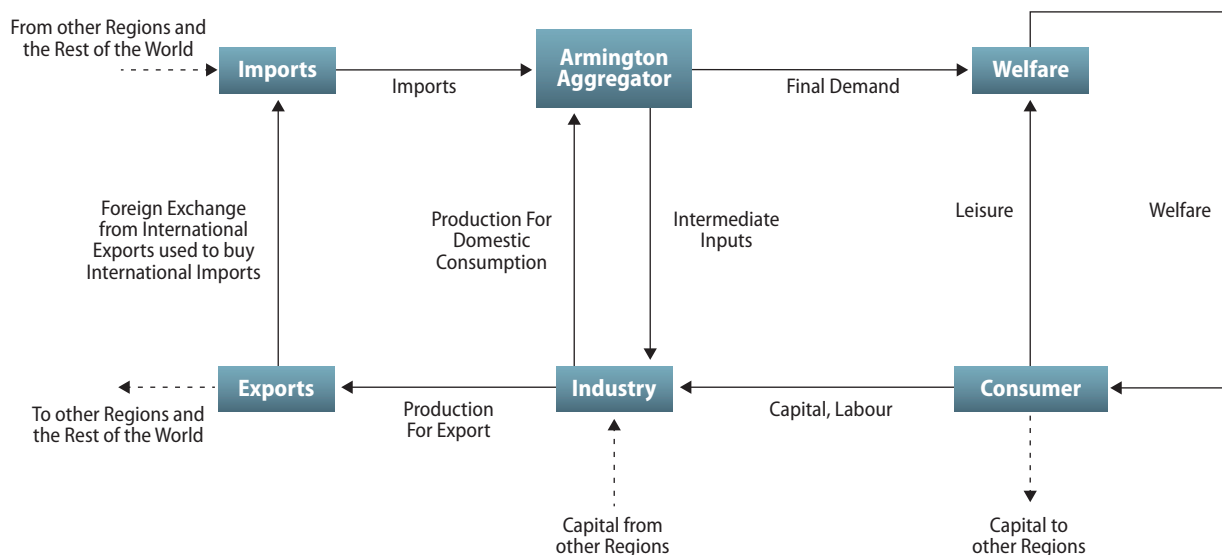 From other Regions and
the Rest of the World
Imports
Imports
Armington
Aggregator
Final Demand
Welfare
Foreign Exchange
from International
Exports used to buy
International Imports
Production For
Domestic
Consumption
Intermediate
Inputs
Leisure
Welfare
Exports
To other Regions and
the Rest of the World
Production
For Export
Industry
Capital, Labour
Consumer
Capital from
other Regions
Capital to
other Regions